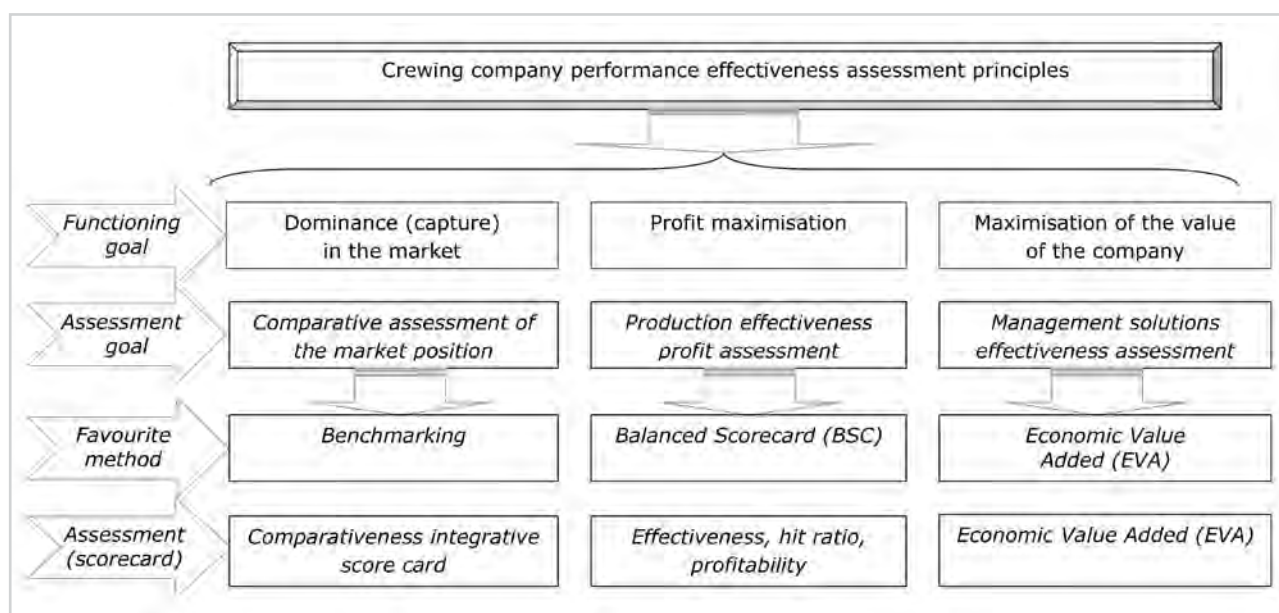 Crewing company performance effectiveness assessment principles
Functioning
goal
Dominance (capture)
in the market
Profit maximisation
Maximisation of the value
of the company
Assessment
goal
Comparative assessment of
the market position
Production effectiveness
profit assessment
Management solutions
effectiveness assessment
Favourite
method
Benchmarking
Balanced Scorecard (BSC)
Economic Value
Added (EVA)
Assessment
(scorecard)
Comparativeness integrative
score card
Effectiveness, hit ratio,
profitability
Economic Value Added (EVA)